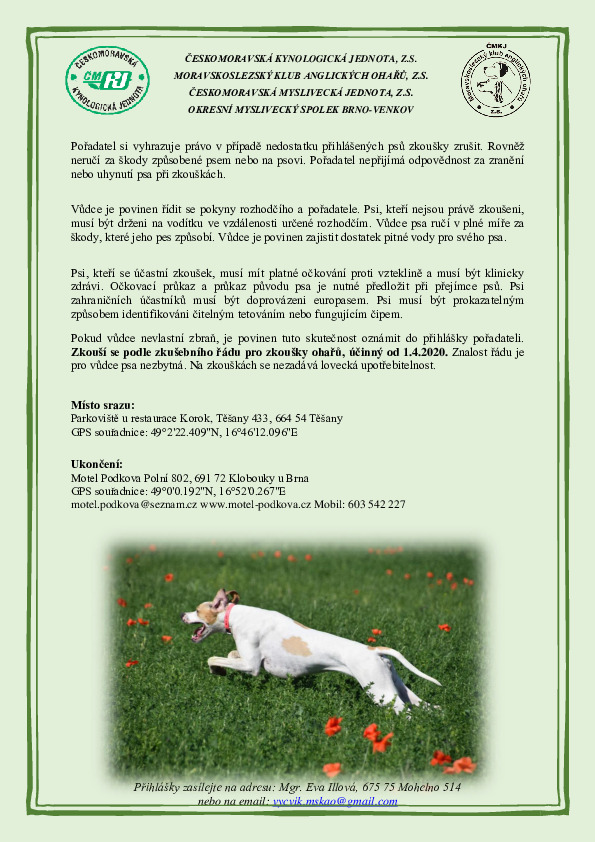 ČESKOMORAVSKÁ KYNOLOGICKÁ JEDNOTA
ČMKJ
ČESKOMORAVSKÁ KYNOLOGICKÁ JEDNOTA, Z.S.
MORAVSKOSLEZSKÝ KLUB ANGLICKÝCH OHAŘŮ, Z.S.
ČESKOMORAVSKÁ MYSLIVECKÁ JEDNOTA, Z.S.
OKRESNÍ MYSLIVECKÝ SPOLEK BRNO-VENKOV
ČMKJ
Moravskoslezský klub anglických ohařů
z.s.
Pořadatel si vyhrazuje právo v případě nedostatku přihlášených psů zkoušky zrušit. Rovněž
neručí za škody způsobené psem nebo na psovi. Pořadatel nepřijímá odpovědnost za zranění
nebo uhynutí psa při zkouškách.
Vůdce je povinen řídit se pokyny rozhodčího a pořadatele. Psi, kteří nejsou právě zkoušeni,
musí být drženi na vodítku ve vzdálenosti určené rozhodčím. Vůdce psa ručí v plné míře za
škody, které jeho pes způsobí. Vůdce je povinen zajistit dostatek pitné vody pro svého psa.
Psi, kteří se účastní zkoušek, musí mít platné očkování proti vzteklině a musí být klinicky
zdrávi. Očkovací průkaz a průkaz původu psa je nutné předložit při přejímce psů. Psi
zahraničních účastníků musí být doprovázeni europasem. Psi musí být prokazatelným
způsobem identifikováni čitelným tetováním nebo fungujícím čipem.
Pokud vůdce nevlastní zbraň, je povinen tuto skutečnost oznámit do přihlášky pořadateli.
Zkouší se podle zkušebního řádu pro zkoušky ohařů, účinný od 1.4.2020. Znalost řádu je
pro vůdce psa nezbytná. Na zkouškách se nezadává lovecká upotřebitelnost.
Místo srazu:
Parkoviště u restaurace Korok, Těšany 433, 664 54 Těšany
GPS souřadnice: 49°2'22.409"N, 16°46'12.096"E
Ukončení:
Motel Podkova Polní 802, 691 72 Klobouky u Brna
GPS souřadnice: 49°0'0.192"N, 16°52'0.267"E
motel.podkova@seznam.cz www.motel-podkova.cz Mobil: 603 542 227
Přihlášky zasílejte na adresu: Mgr. Eva Illová, 675 75 Mohelno 514
nebo na email: vycvik.mskao@gmail.com